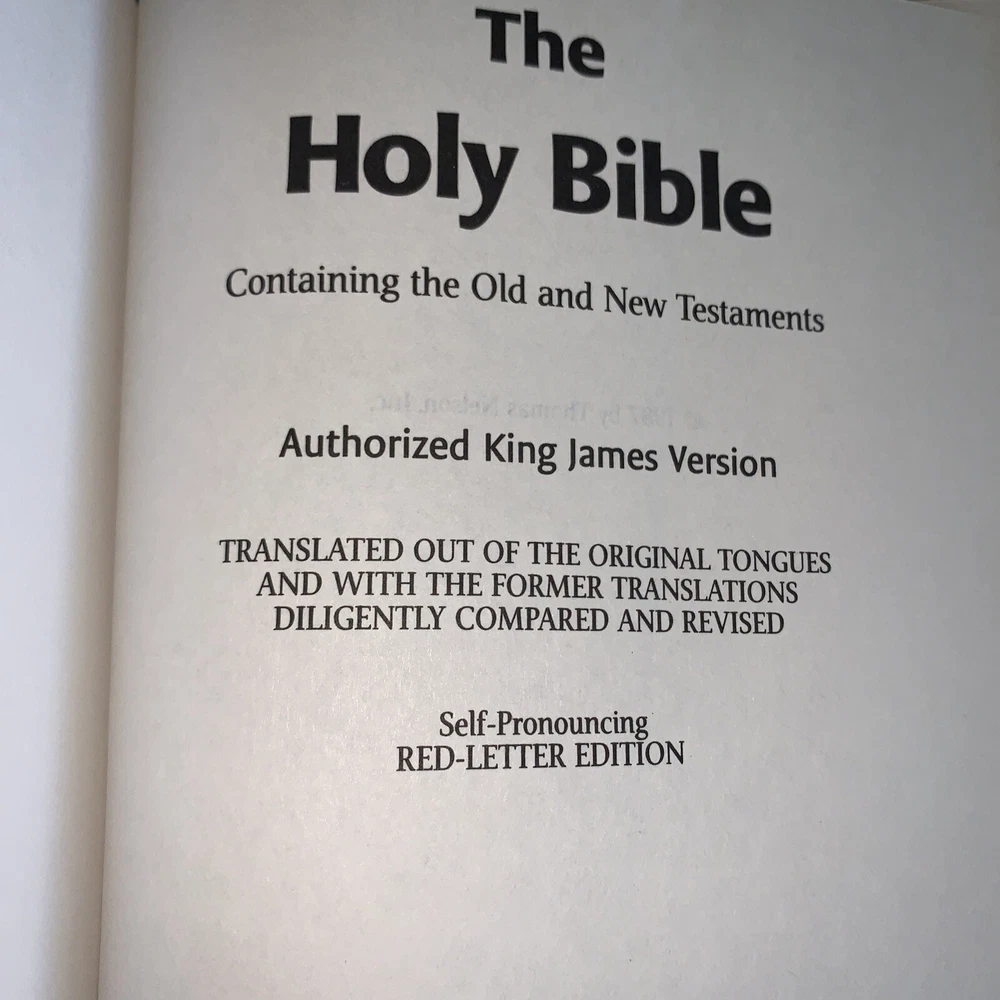 The
Holy Bible
Containing the Old and New Testaments
Authorized King James Version
TRANSLATED OUT OF THE ORIGINAL TONGUES
AND WITH THE FORMER TRANSLATIONS
DILIGENTLY COMPARED AND REVISED
Self-Pronouncing
RED-LETTER EDITION